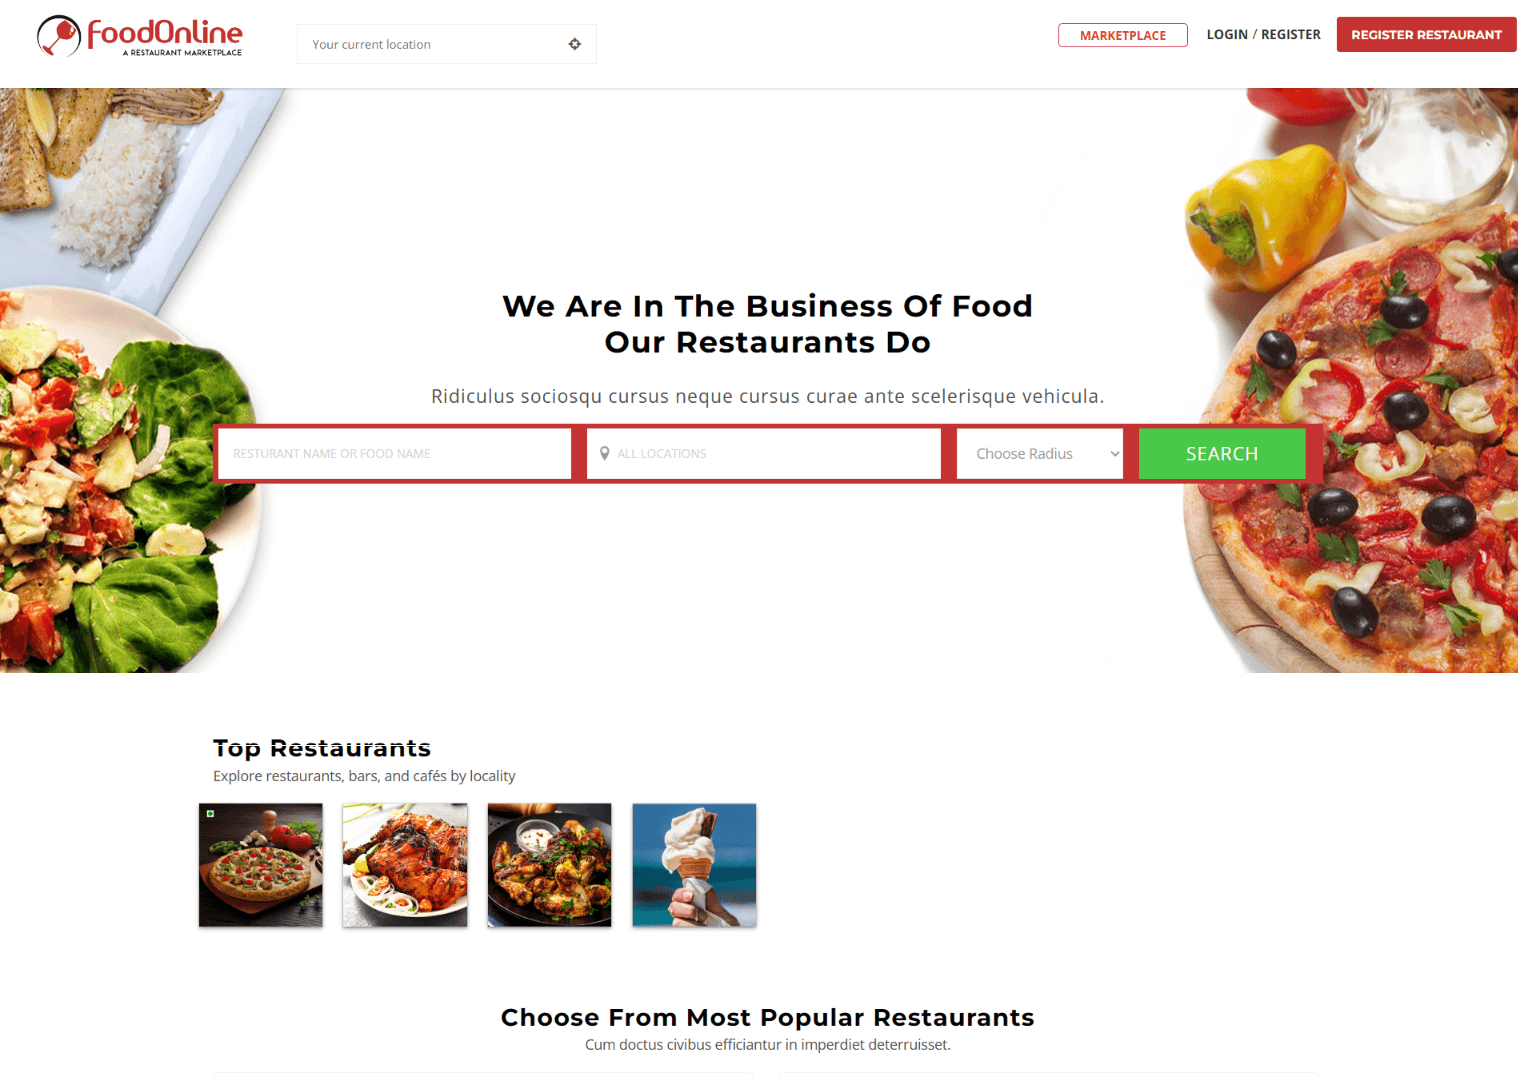 FoodOnline
A RESTAURANT MARKETPLACE
Your current location
MARKETPLACE
LOGIN / REGISTER
REGISTER RESTAURANT
We Are In The Business Of Food
Our Restaurants Do
Ridiculus sociosqu cursus neque cursus curae ante scelerisque vehicula.
RESTURANT NAME OR FOOD NAME
ALL LOCATIONS
Choose Radius
SEARCH
Top Restaurants
Explore restaurants, bars, and cafés by locality
Choose From Most Popular Restaurants
Cum doctus civibus efficiantur in imperdiet deterruisset.